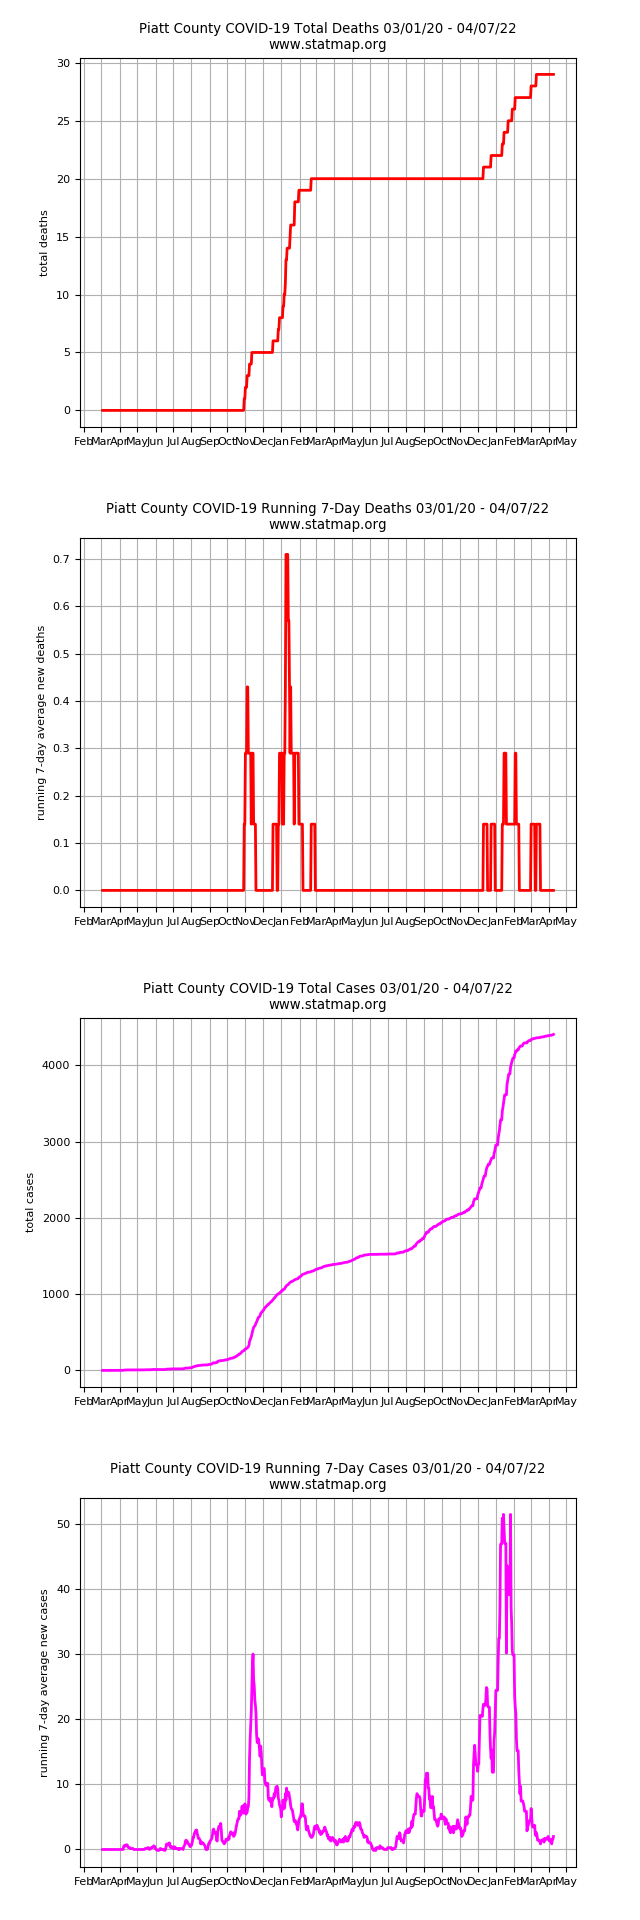 Piatt County COVID-19 Total Deaths 03/01/20 - 04/07/22
www.statmap.org
30
25
20
15
10
5
0
total deaths
Feb Mar Apr May Jun Jul Aug Sep Oct Nov Dec Jan Feb Mar Apr May Jun Jul Aug Sep Oct Nov Dec Jan Feb Mar Apr May
Piatt County COVID-19 Running 7-Day Deaths 03/01/20 - 04/07/22
www.statmap.org
0.7
0.6
0.5
0.4
0.3
0.2
0.1
0.0
running 7-day average new deaths
Feb Mar Apr May Jun Jul Aug Sep Oct Nov Dec Jan Feb Mar Apr May Jun Jul Aug Sep Oct Nov Dec Jan Feb Mar Apr May
Piatt County COVID-19 Total Cases 03/01/20 - 04/07/22
www.statmap.org
4000
3000
2000
1000
0
total cases
Feb Mar Apr May Jun Jul Aug Sep Oct Nov Dec Jan Feb Mar Apr May Jun Jul Aug Sep Oct Nov Dec Jan Feb Mar Apr May
Piatt County COVID-19 Running 7-Day Cases 03/01/20 - 04/07/22
www.statmap.org
50
40
30
20
10
0
running 7-day average new cases
Feb Mar Apr May Jun Jul Aug Sep Oct Nov Dec Jan Feb Mar Apr May Jun Jul Aug Sep Oct Nov Dec Jan Feb Mar Apr May